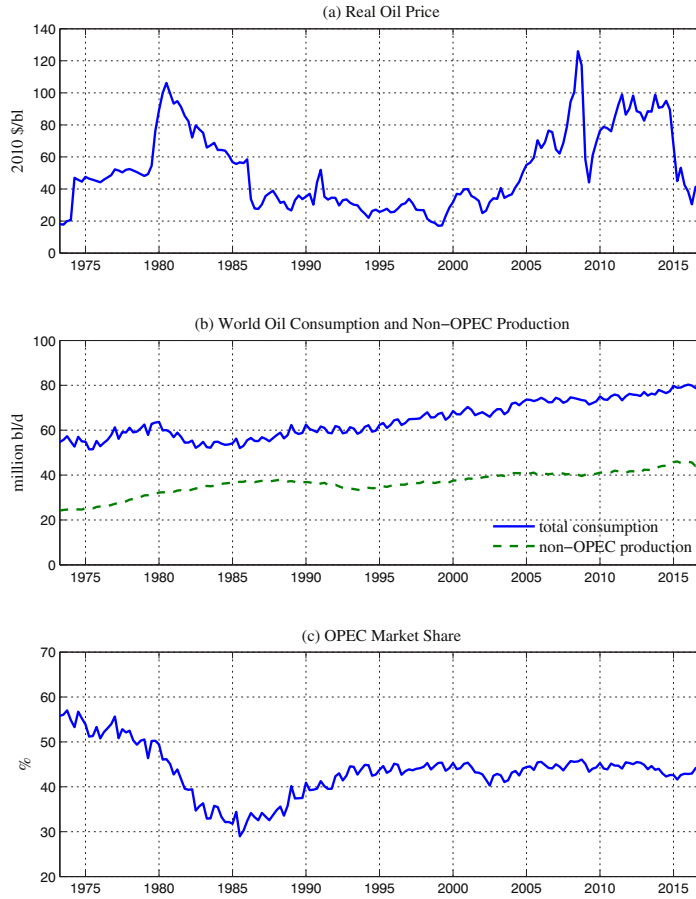 (a) Real Oil Price
140
120
100
80
60
40
20
0
2010 $/bl
1975 1980 1985 1990 1995 2000 2005 2010 2015
(b) World Oil Consumption and Non−OPEC Production
100
80
60
40
20
0
million bl/d
total consumption
non−OPEC production
1975 1980 1985 1990 1995 2000 2005 2010 2015
(c) OPEC Market Share
70
60
50
40
30
20
%
1975 1980 1985 1990 1995 2000 2005 2010 2015